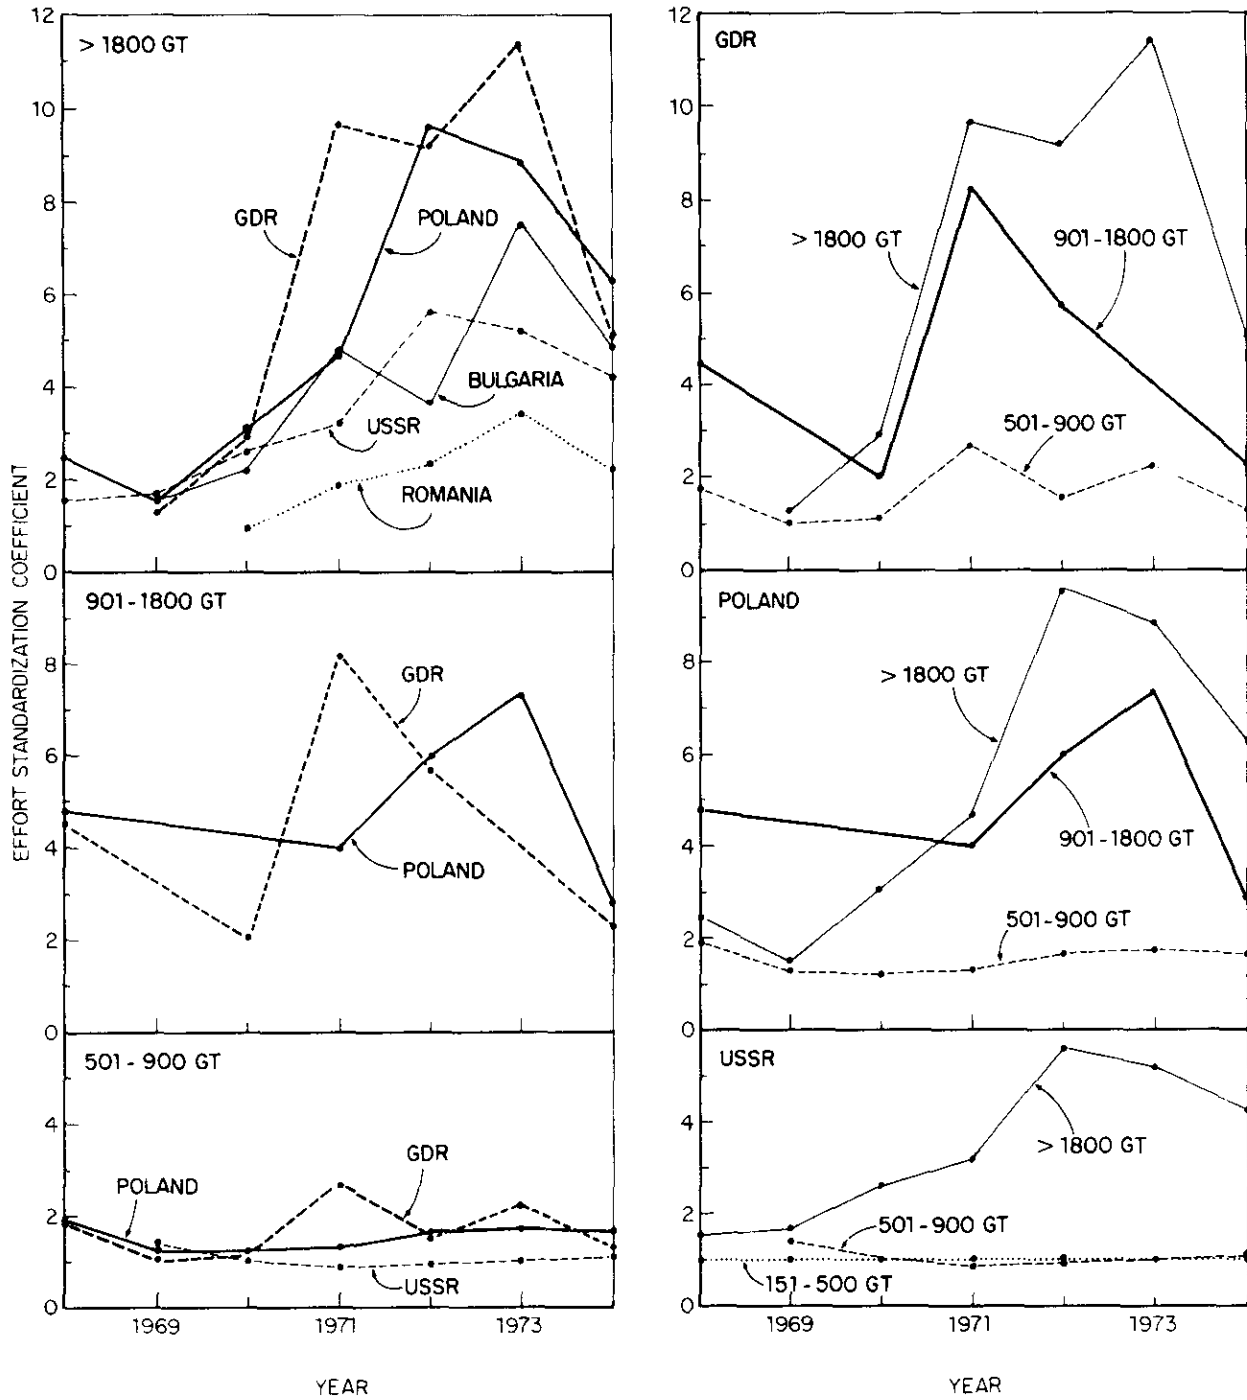 EFFORT STANDARDIZATION COEFFICIENT
12
10
8
6
4
2
0
> 1800 GT
GDR
POLAND
BULGARIA
USSR
ROMANIA
8
6
4
2
0
901-1800 GT
GDR
POLAND
4
2
0
501-900 GT
POLAND
GDR
USSR
1969
1971
1973
YEAR
12
10
8
6
4
2
0
GDR
> 1800 GT
901-1800 GT
501-900 GT
8
6
4
2
0
POLAND
> 1800 GT
901-1800 GT
501-900 GT
4
2
0
USSR
> 1800 GT
501-900 GT
151-500 GT
1969
1971
1973
YEAR